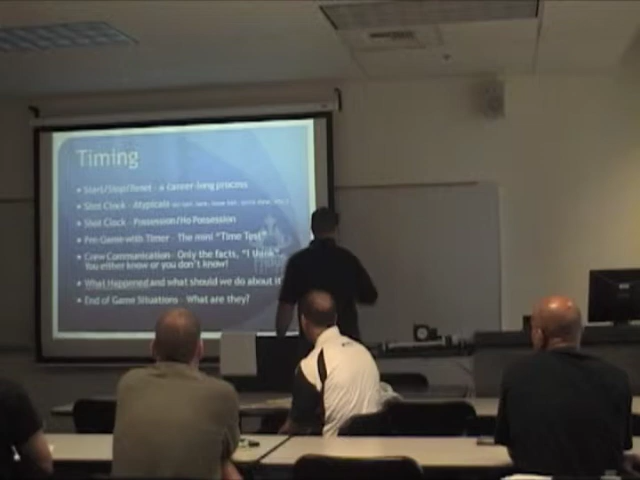 Timing
Start/Stop/Reset - a career-long process
Shot Clock - Atypicals
Shot Clock - Possession/No Possession
Pre-Game with Timer - The mini "Time Test"
Crew Communication - Only the facts, "I think",
You either know or you don't know!
What Happened and what should we do about it
End of Game Situations - What are they?